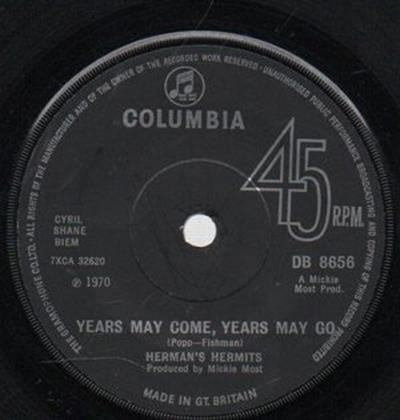 ALL RIGHTS OF THE MANUFACTURER AND OF THE OWNER OF THE RECORDED WORK RESERVED · UNAUTHORISED PUBLIC PERFORMANCE BROADCASTING AND COPYING OF THIS RECORD PROHIBITED
THE GRAMOPHONE CO. LTD. ·
COLUMBIA
45
R.P.M.
CYRIL
SHANE
BIEM
7XCA 32620
℗ 1970
DB 8656
A Mickie
Most Prod.
YEARS MAY COME, YEARS MAY GO
(Popp—Fishman)
HERMAN'S HERMITS
Produced by Mickie Most
MADE IN GT. BRITAIN